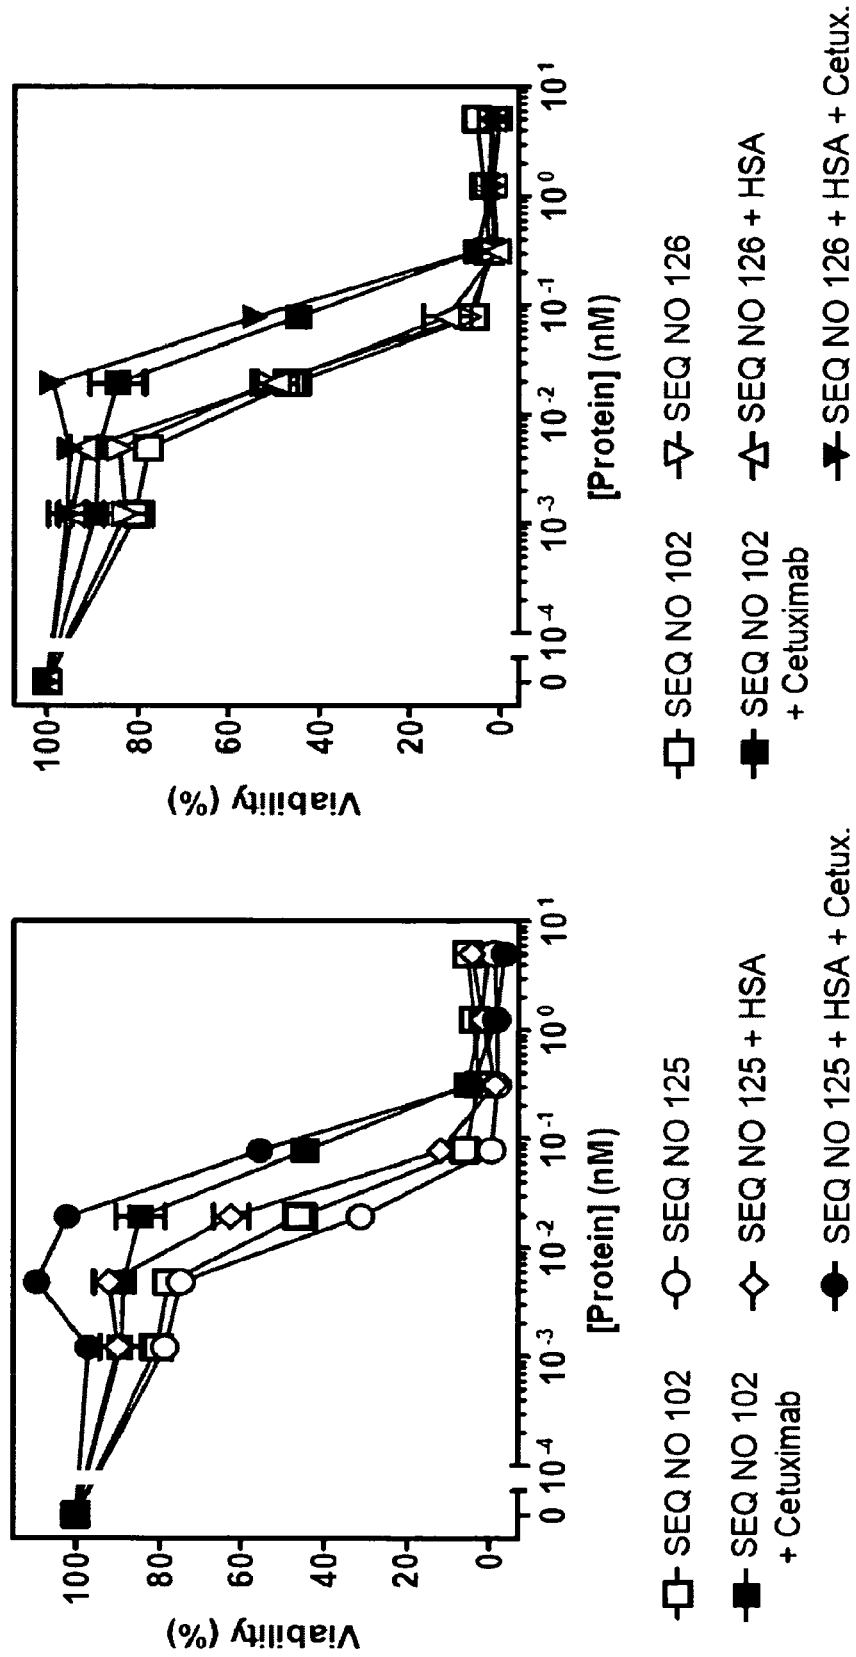 Viability (%)
100
80
60
40
20
0
0 10-4 10-3 10-2 10-1 100 101
[Protein] (nM)
SEQ NO 102
SEQ NO 125
SEQ NO 102
+ Cetuximab
SEQ NO 125 + HSA
SEQ NO 125 + HSA + Cetux.
Viability (%)
100
80
60
40
20
0
0 10-4 10-3 10-2 10-1 100 101
[Protein] (nM)
SEQ NO 102
SEQ NO 126
SEQ NO 102
+ Cetuximab
SEQ NO 126 + HSA
SEQ NO 126 + HSA + Cetux.